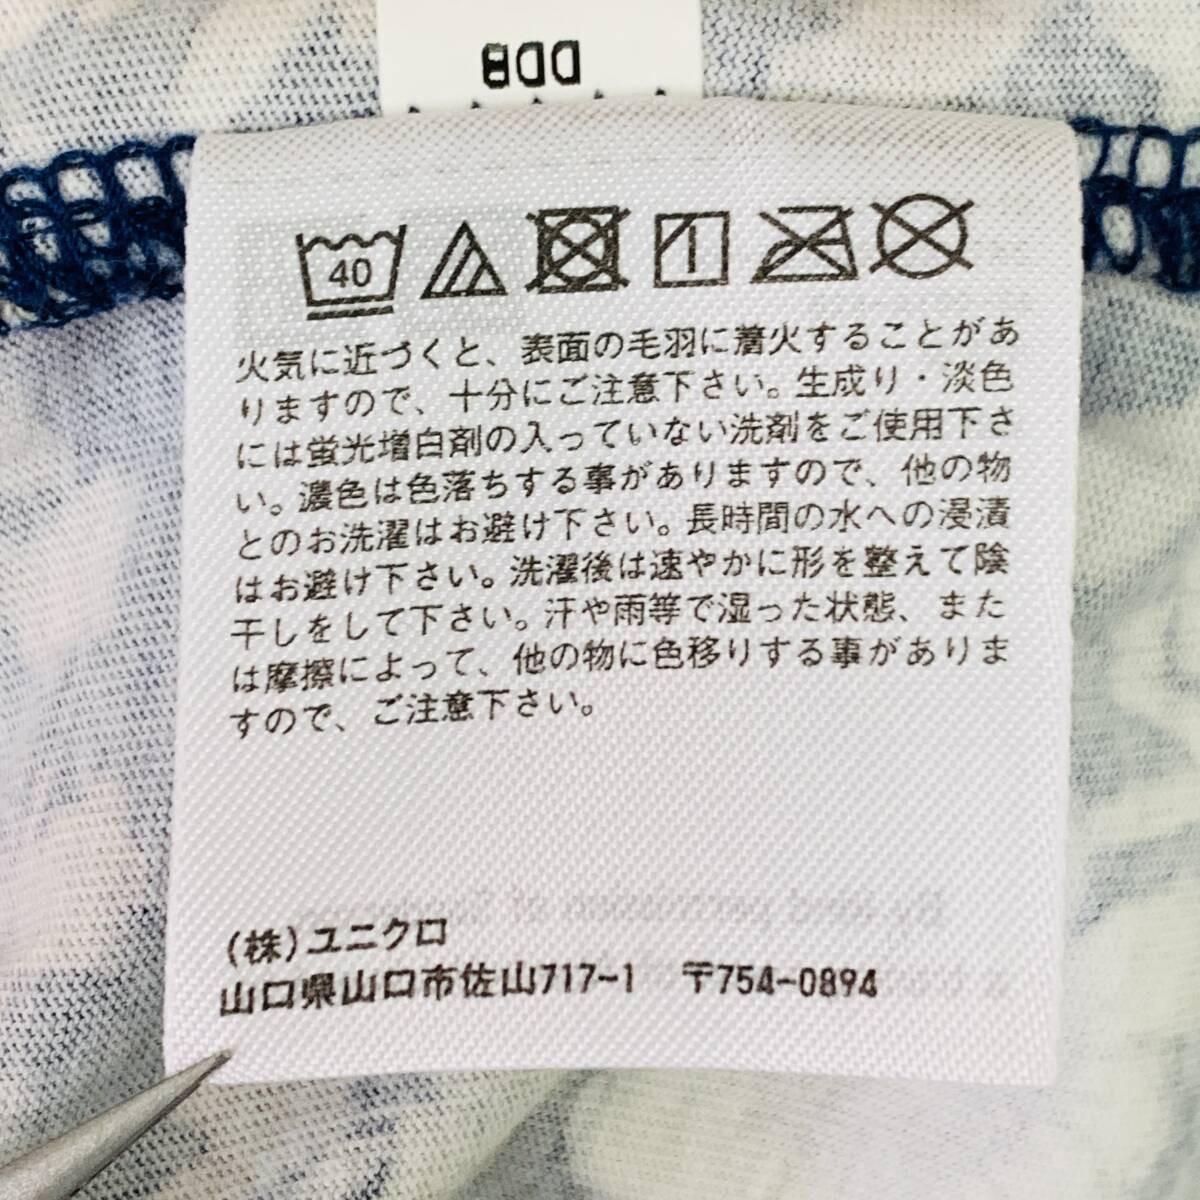 800
40
火気に近づくと、表面の毛羽に着火することがあ
りますので、十分にご注意下さい。生成り・淡色
には蛍光増白剤の入っていない洗剤をご使用下さ
い。濃色は色落ちする事がありますので、他の物
とのお洗濯はお避け下さい。長時間の水への浸漬
はお避け下さい。洗濯後は速やかに形を整えて陰
干しをして下さい。汗や雨等で湿った状態、また
は摩擦によって、他の物に色移りする事がありま
すので、ご注意下さい。
(株)ユニクロ
山口県山口市佐山717-1 〒754-0894